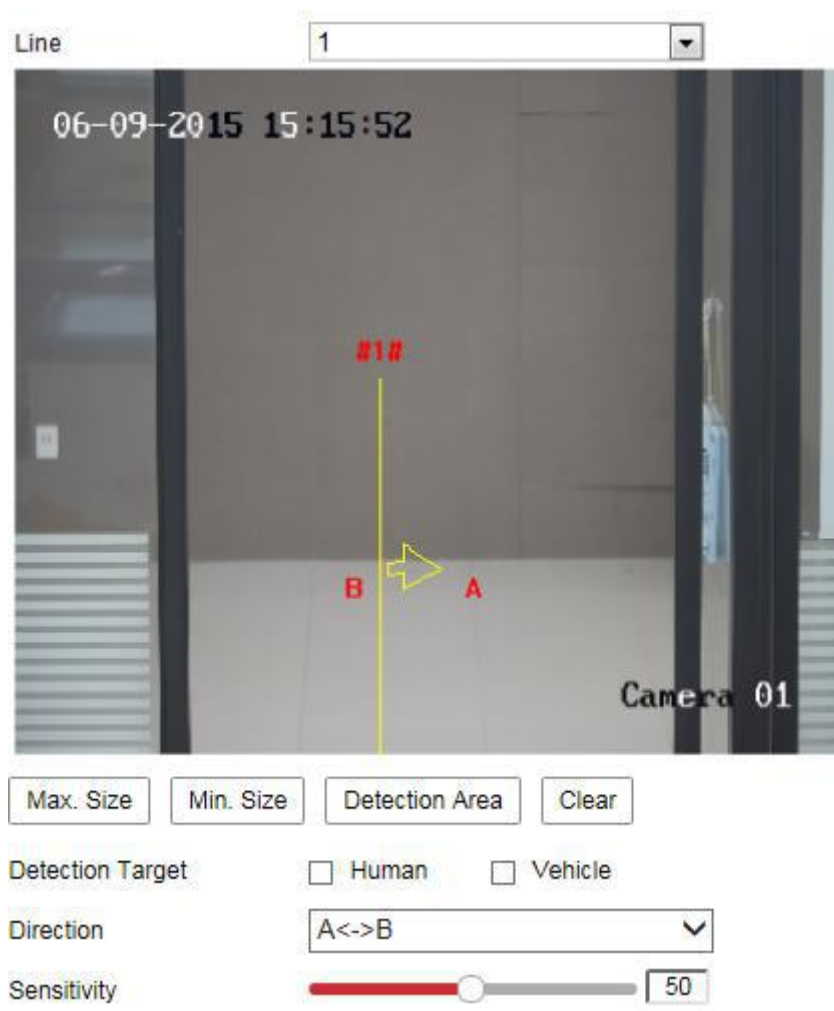 Line 1
06-09-2015 15:15:52
#1#
B A
Camera 01
Max. Size Min. Size Detection Area Clear
Detection Target Human Vehicle
Direction A<->B
Sensitivity 50